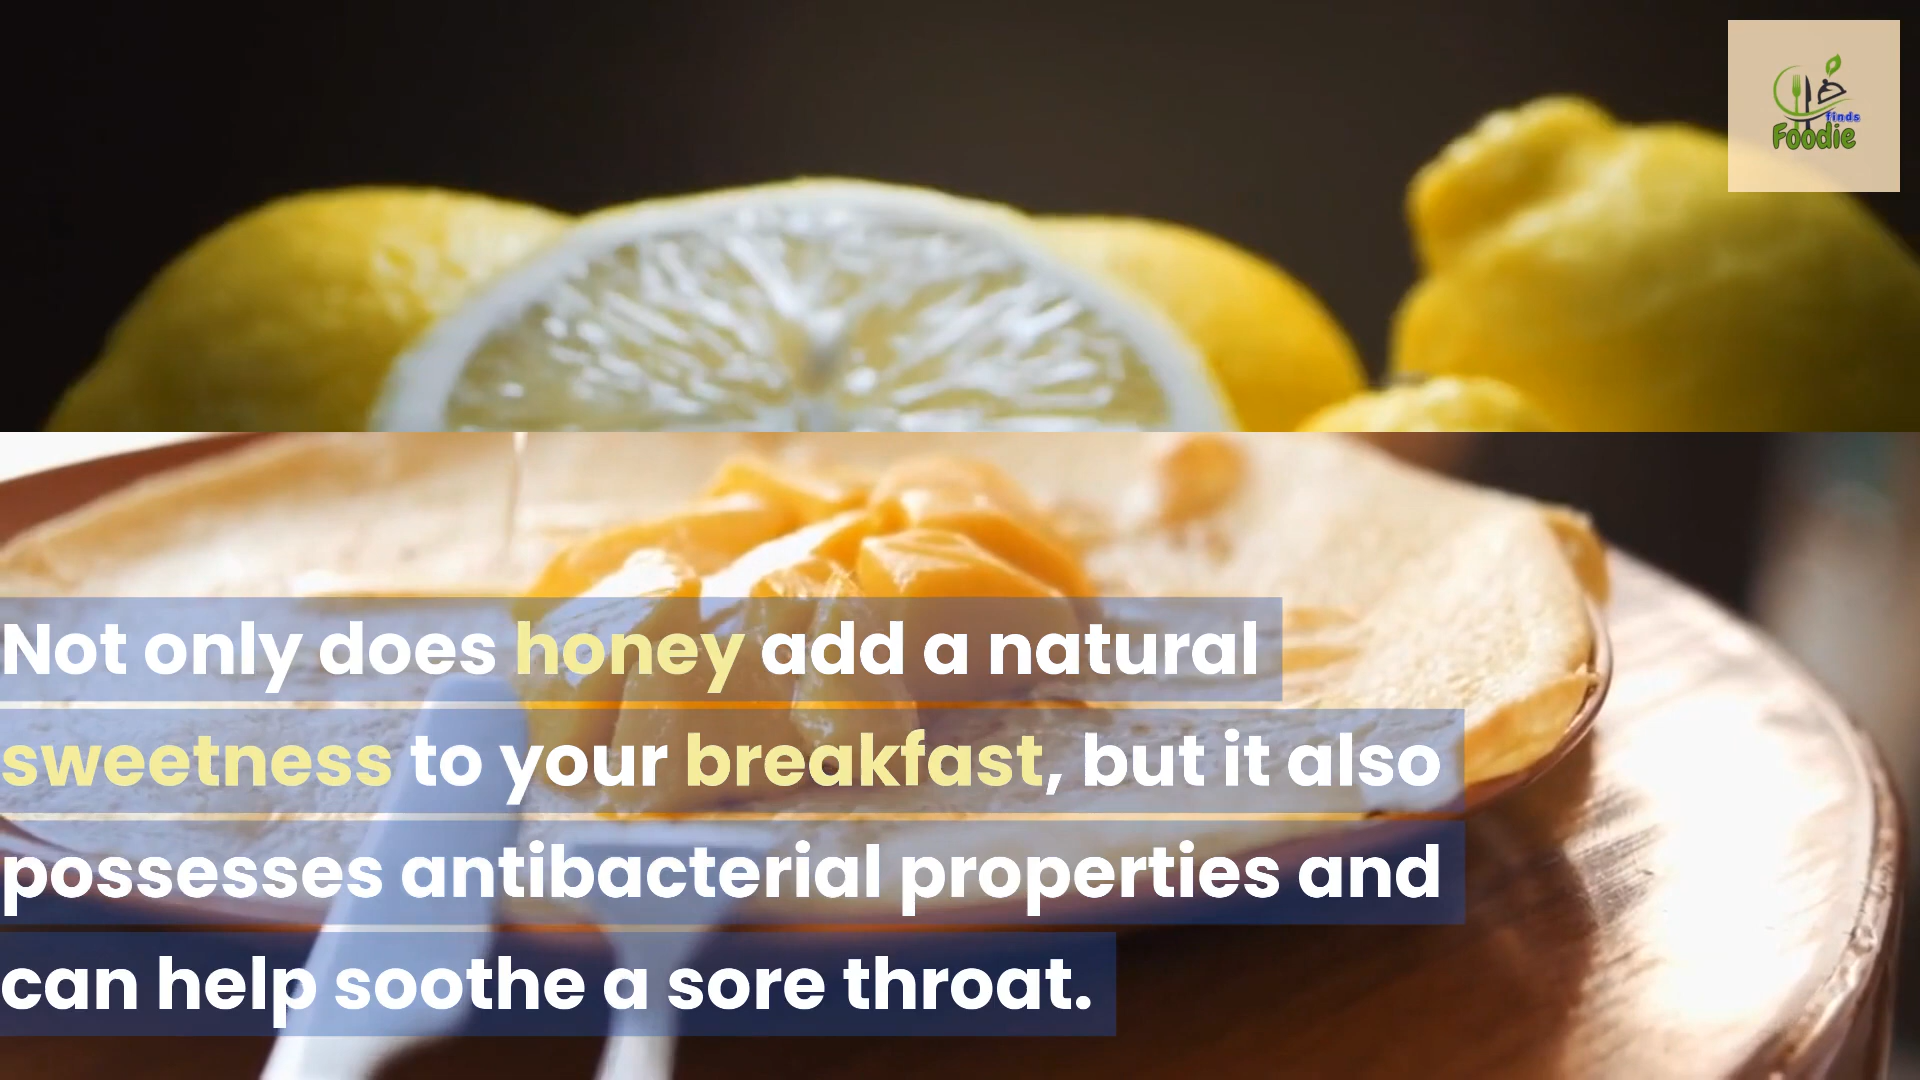 finds
Foodie
Not only does honey add a natural
sweetness to your breakfast, but it also
possesses antibacterial properties and
can help soothe a sore throat.